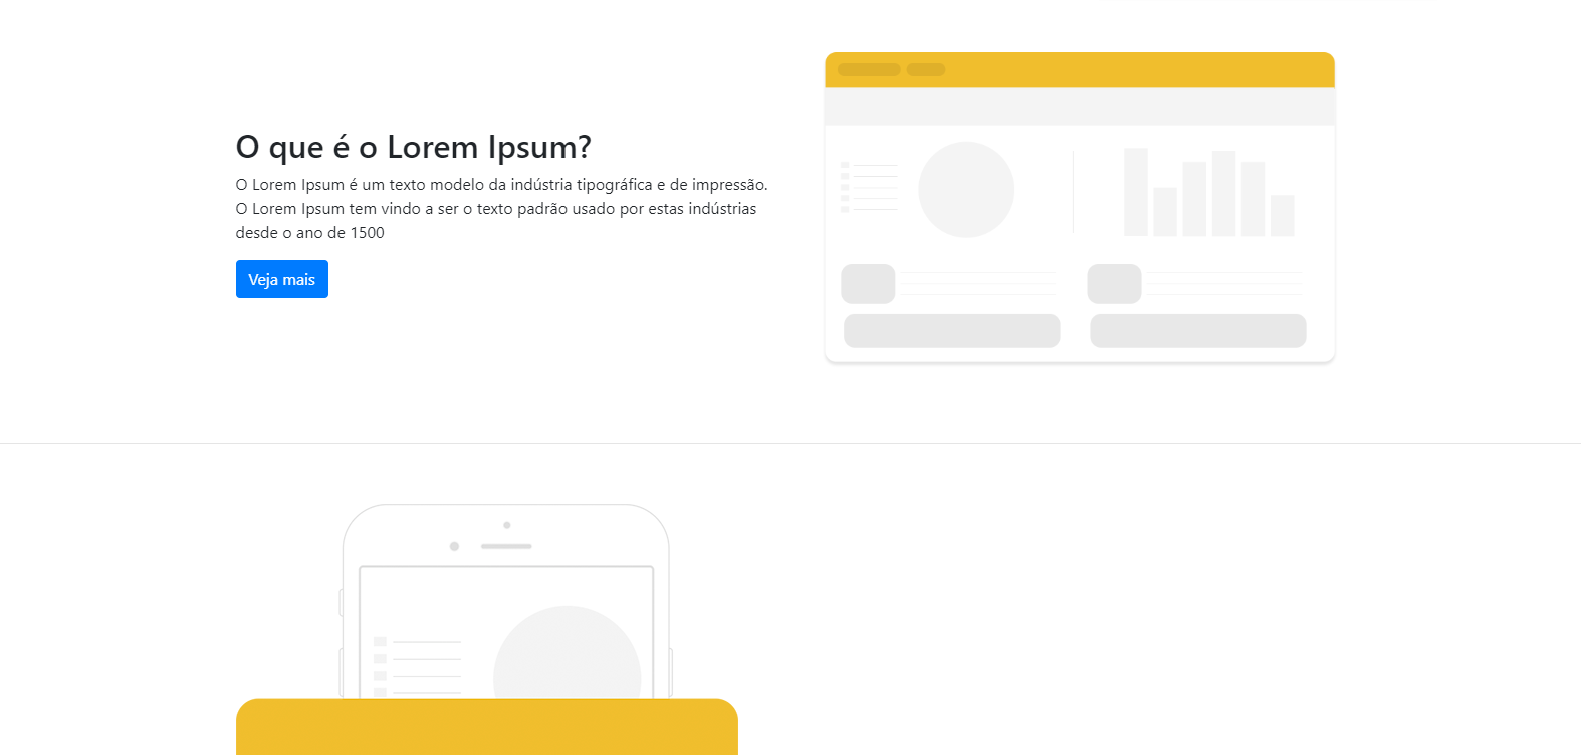 O que é o Lorem Ipsum?
O Lorem Ipsum é um texto modelo da indústria tipográfica e de impressão.
O Lorem Ipsum tem vindo a ser o texto padrão usado por estas indústrias
desde o ano de 1500
Veja mais